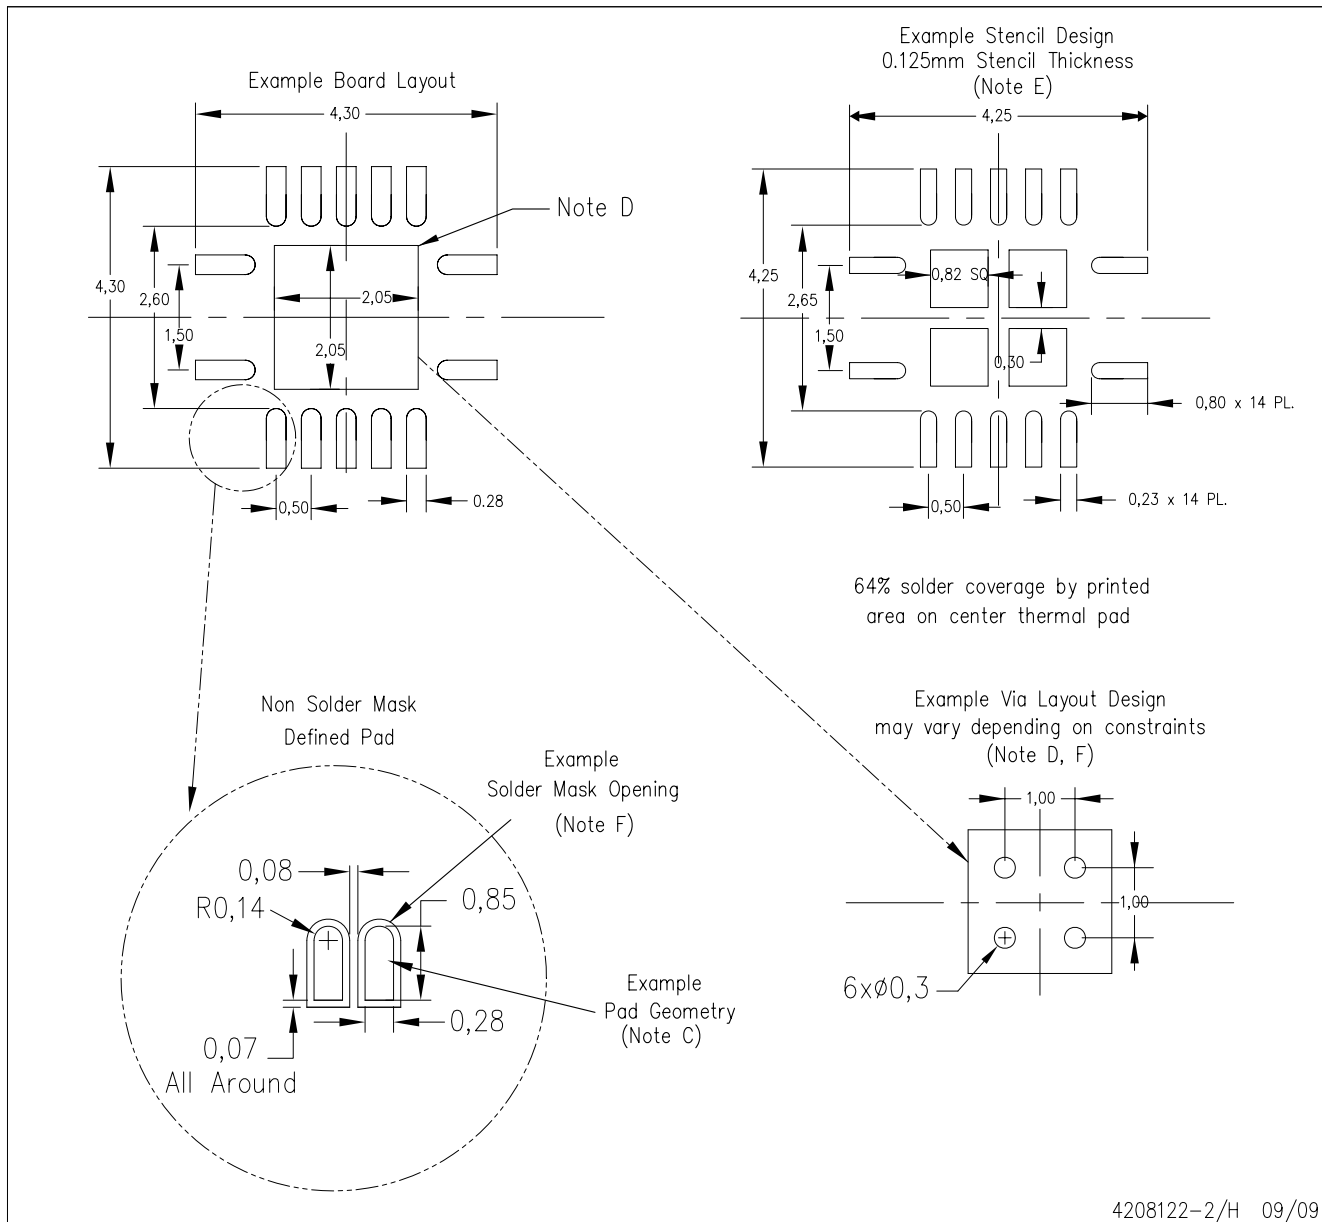 Example Board Layout
4,30
Note D
4,30
2,60
1,50
2,05
2,05
0,50
0.28
Example Stencil Design
0.125mm Stencil Thickness
(Note E)
4,25
4,25
2,65
1,50
0,82 SQ
0,30
0,80 x 14 PL.
0,50
0,23 x 14 PL.
64% solder coverage by printed
area on center thermal pad
Non Solder Mask
Defined Pad
Example
Solder Mask Opening
(Note F)
0,08
R0,14
0,85
0,28
0,07
All Around
Example
Pad Geometry
(Note C)
Example Via Layout Design
may vary depending on constraints
(Note D, F)
1,00
1,00
6xø0,3
4208122-2/H 09/09